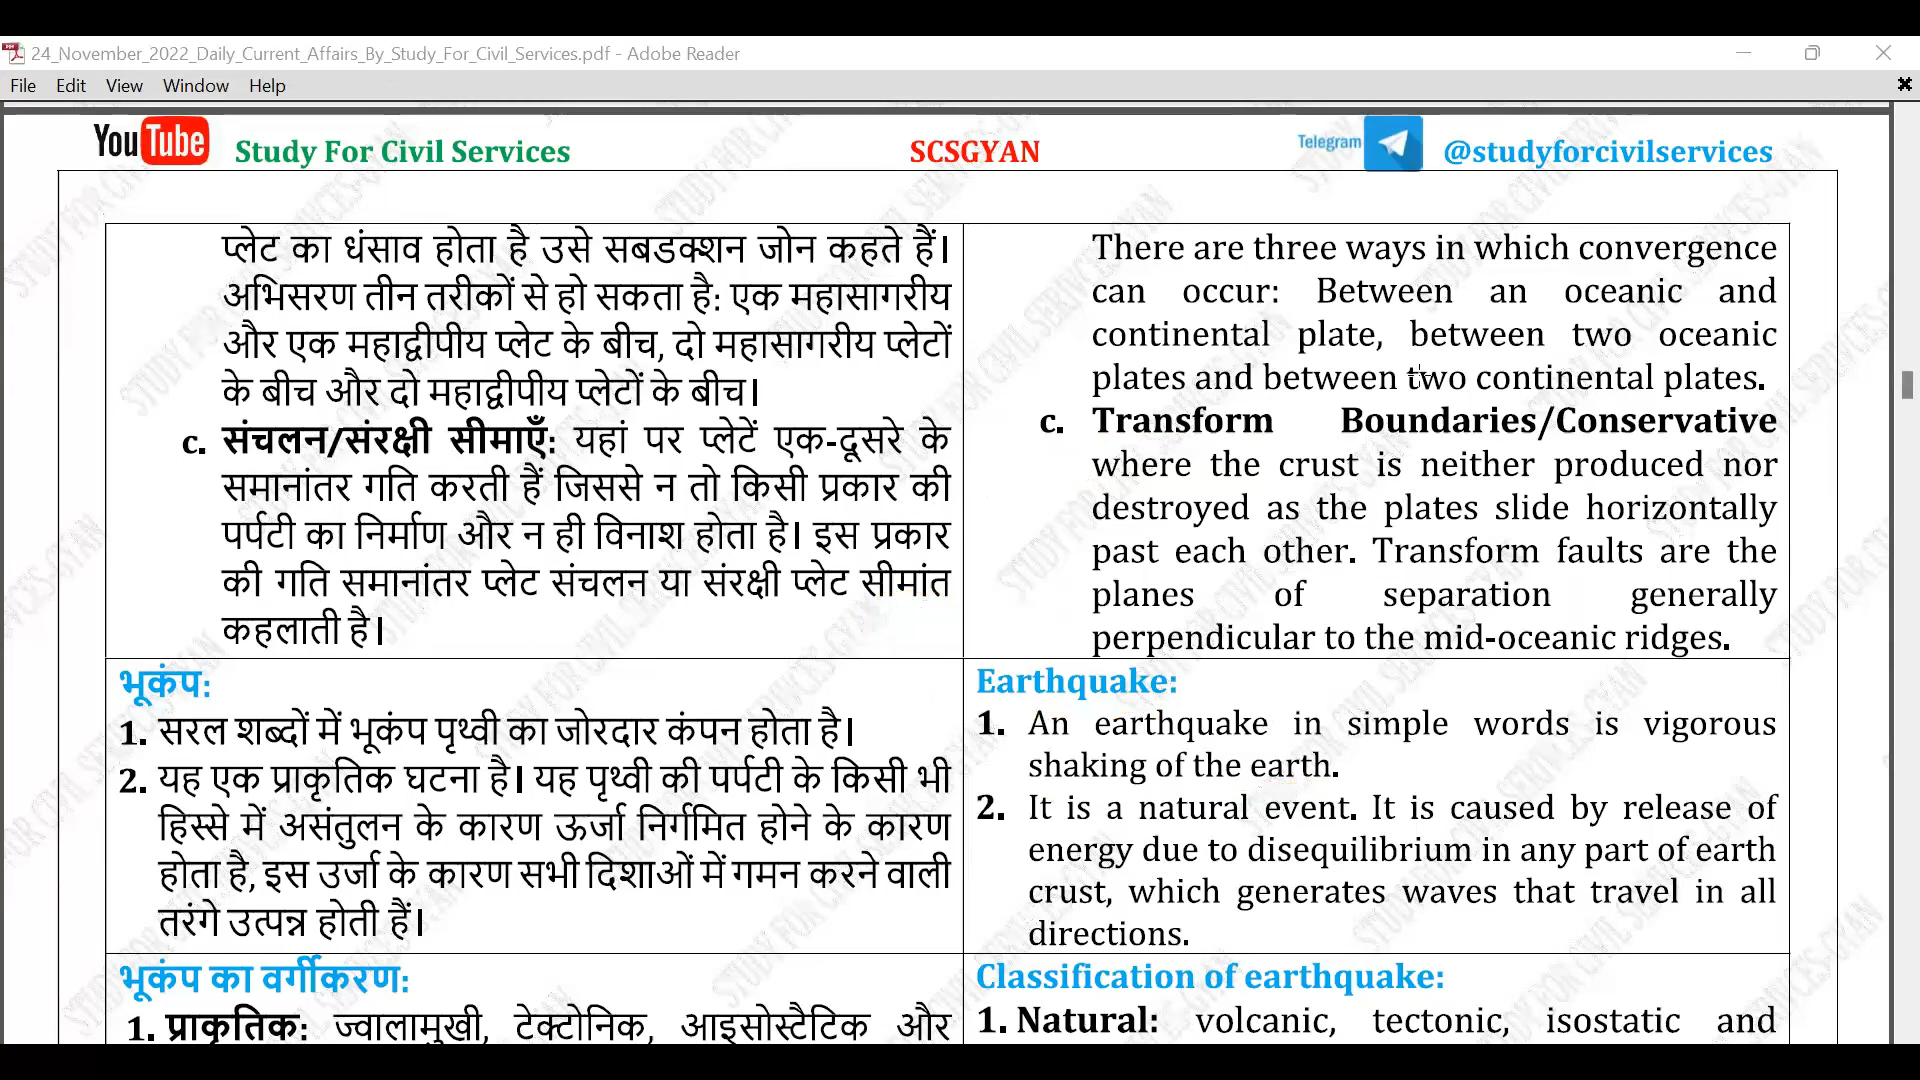 24_November_2022_Daily_Current_Affairs_By_Study_For_Civil_Services.pdf - Adobe Reader
File Edit View Window Help
YouTube Study For Civil Services SCSGYAN Telegram @studyforcivilservices
प्लेट का धंसाव होता है उसे सबडक्शन जोन कहते हैं।
अभिसरण तीन तरीकों से हो सकता है: एक महासागरीय
और एक महाद्वीपीय प्लेट के बीच, दो महासागरीय प्लेटों
के बीच और दो महाद्वीपीय प्लेटों के बीच।
c. संचलन/संरक्षी सीमाएँ: यहां पर प्लेटें एक-दूसरे के
समानांतर गति करती हैं जिससे न तो किसी प्रकार की
पर्पटी का निर्माण और न ही विनाश होता है। इस प्रकार
की गति समानांतर प्लेट संचलन या संरक्षी प्लेट सीमांत
कहलाती है।
There are three ways in which convergence
can occur: Between an oceanic and
continental plate, between two oceanic
plates and between two continental plates.
c. Transform Boundaries/Conservative
where the crust is neither produced nor
destroyed as the plates slide horizontally
past each other. Transform faults are the
planes of separation generally
perpendicular to the mid-oceanic ridges.
भूकंप:
1. सरल शब्दों में भूकंप पृथ्वी का जोरदार कंपन होता है।
2. यह एक प्राकृतिक घटना है। यह पृथ्वी की पर्पटी के किसी भी
हिस्से में असंतुलन के कारण ऊर्जा निर्गमित होने के कारण
होता है, इस उर्जा के कारण सभी दिशाओं में गमन करने वाली
तरंगे उत्पन्न होती हैं।
Earthquake:
1. An earthquake in simple words is vigorous
shaking of the earth.
2. It is a natural event. It is caused by release of
energy due to disequilibrium in any part of earth
crust, which generates waves that travel in all
directions.
भूकंप का वर्गीकरण:
1. प्राकृतिक: ज्वालामुखी, टेक्टोनिक, आइसोस्टैटिक और
Classification of earthquake:
1. Natural: volcanic, tectonic, isostatic and